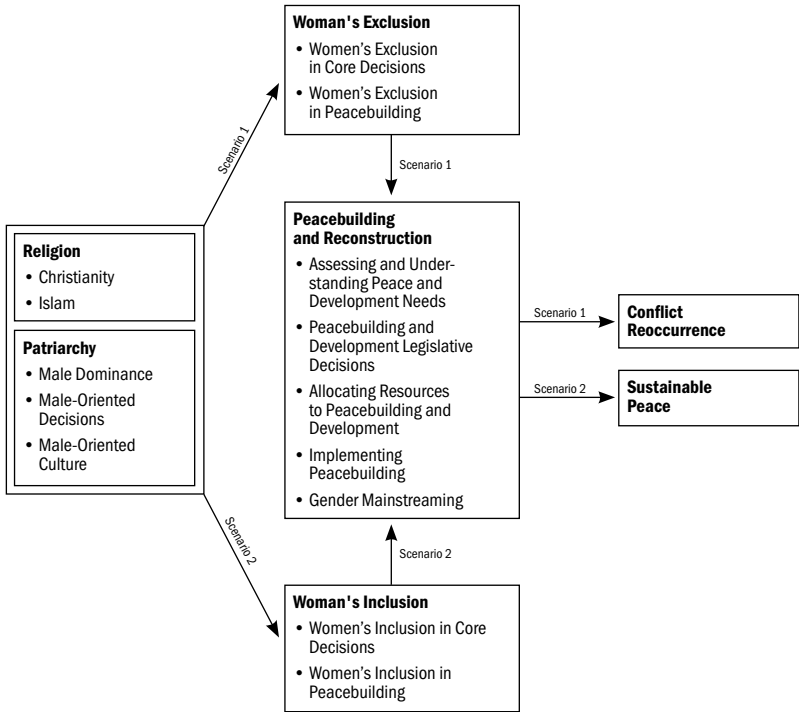 Woman's Exclusion
• Women’s Exclusion
in Core Decisions
• Women’s Exclusion
in Peacebuilding
Scenario 1
Scenario 1
Religion
• Christianity
• Islam
Patriarchy
• Male Dominance
• Male-Oriented
Decisions
• Male-Oriented
Culture
Peacebuilding
and Reconstruction
• Assessing and Under-
standing Peace and
Development Needs
• Peacebuilding and
Development Legislative
Decisions
• Allocating Resources
to Peacebuilding and
Development
• Implementing
Peacebuilding
• Gender Mainstreaming
Scenario 1
Conflict
Reoccurrence
Scenario 2
Sustainable
Peace
Scenario 2
Scenario 2
Woman's Inclusion
• Women’s Inclusion in Core
Decisions
• Women’s Inclusion in
Peacebuilding